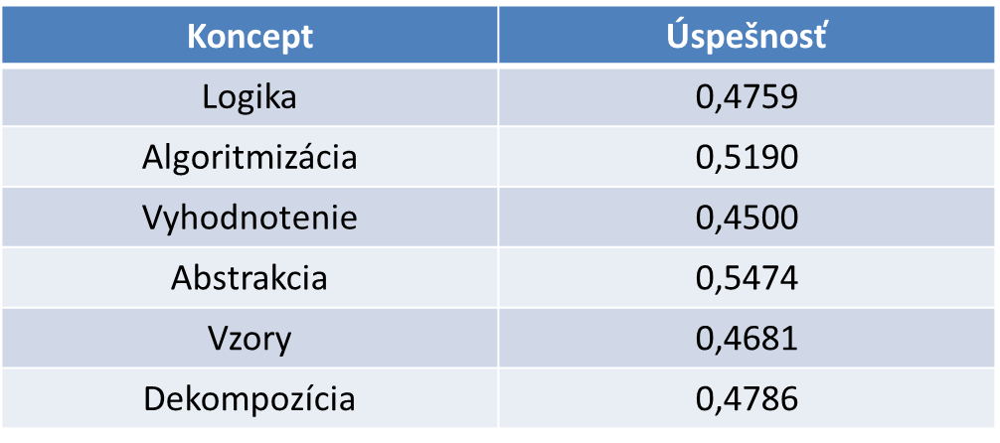 Koncept Úspešnosť
Logika 0,4759
Algoritmizácia 0,5190
Vyhodnotenie 0,4500
Abstrakcia 0,5474
Vzory 0,4681
Dekompozícia 0,4786